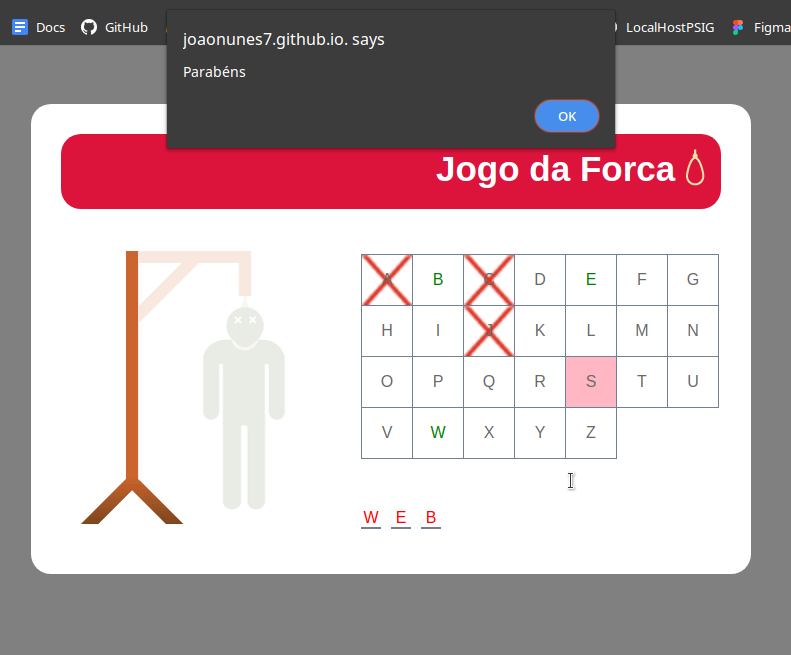 Docs GitHub LocalHostPSIG Figma
joaonunes7.github.io. says
Parabéns
OK
Jogo da Forca
A B C D E F G
H I J K L M N
O P Q R S T U
V W X Y Z
W E B